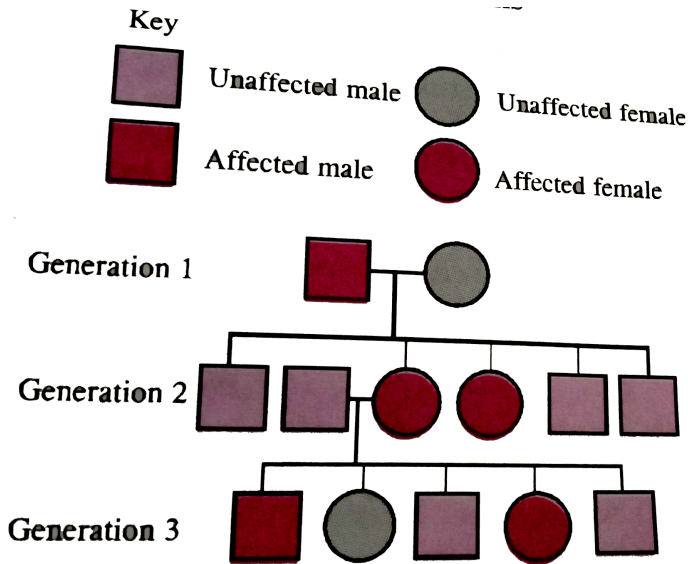 Key
Unaffected male
Unaffected female
Affected male
Affected female
Generation 1
Generation 2
Generation 3